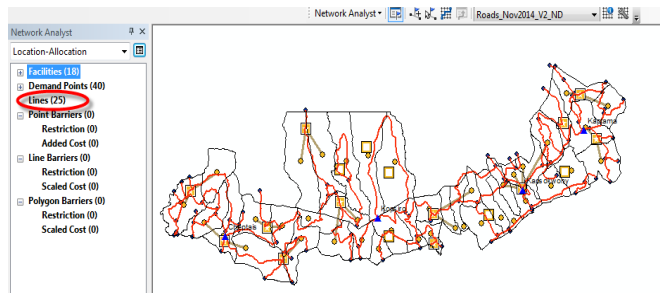 Network Analyst
Roads_Nov2014_V2_ND
Network Analyst
Location-Allocation
Facilities (18)
Demand Points (40)
Lines (25)
Point Barriers (0)
Restriction (0)
Added Cost (0)
Line Barriers (0)
Restriction (0)
Scaled Cost (0)
Polygon Barriers (0)
Restriction (0)
Scaled Cost (0)